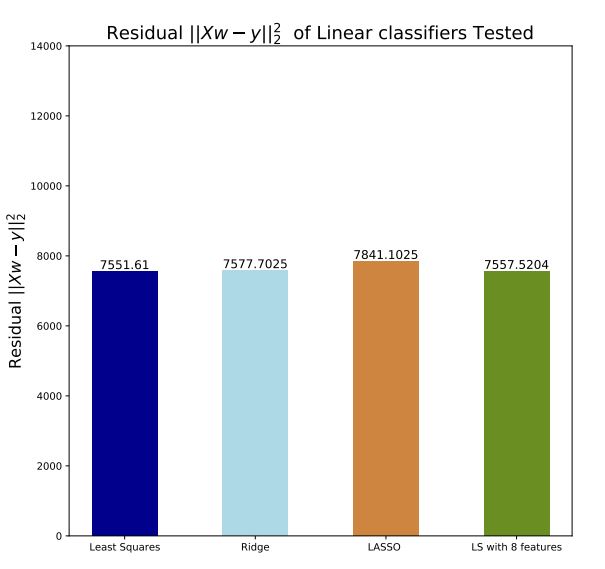 Residual ||Xw − y||₂² of Linear classifiers Tested
Residual ||Xw − y||₂²
14000
12000
10000
8000
6000
4000
2000
0
7551.61
7577.7025
7841.1025
7557.5204
Least Squares
Ridge
LASSO
LS with 8 features